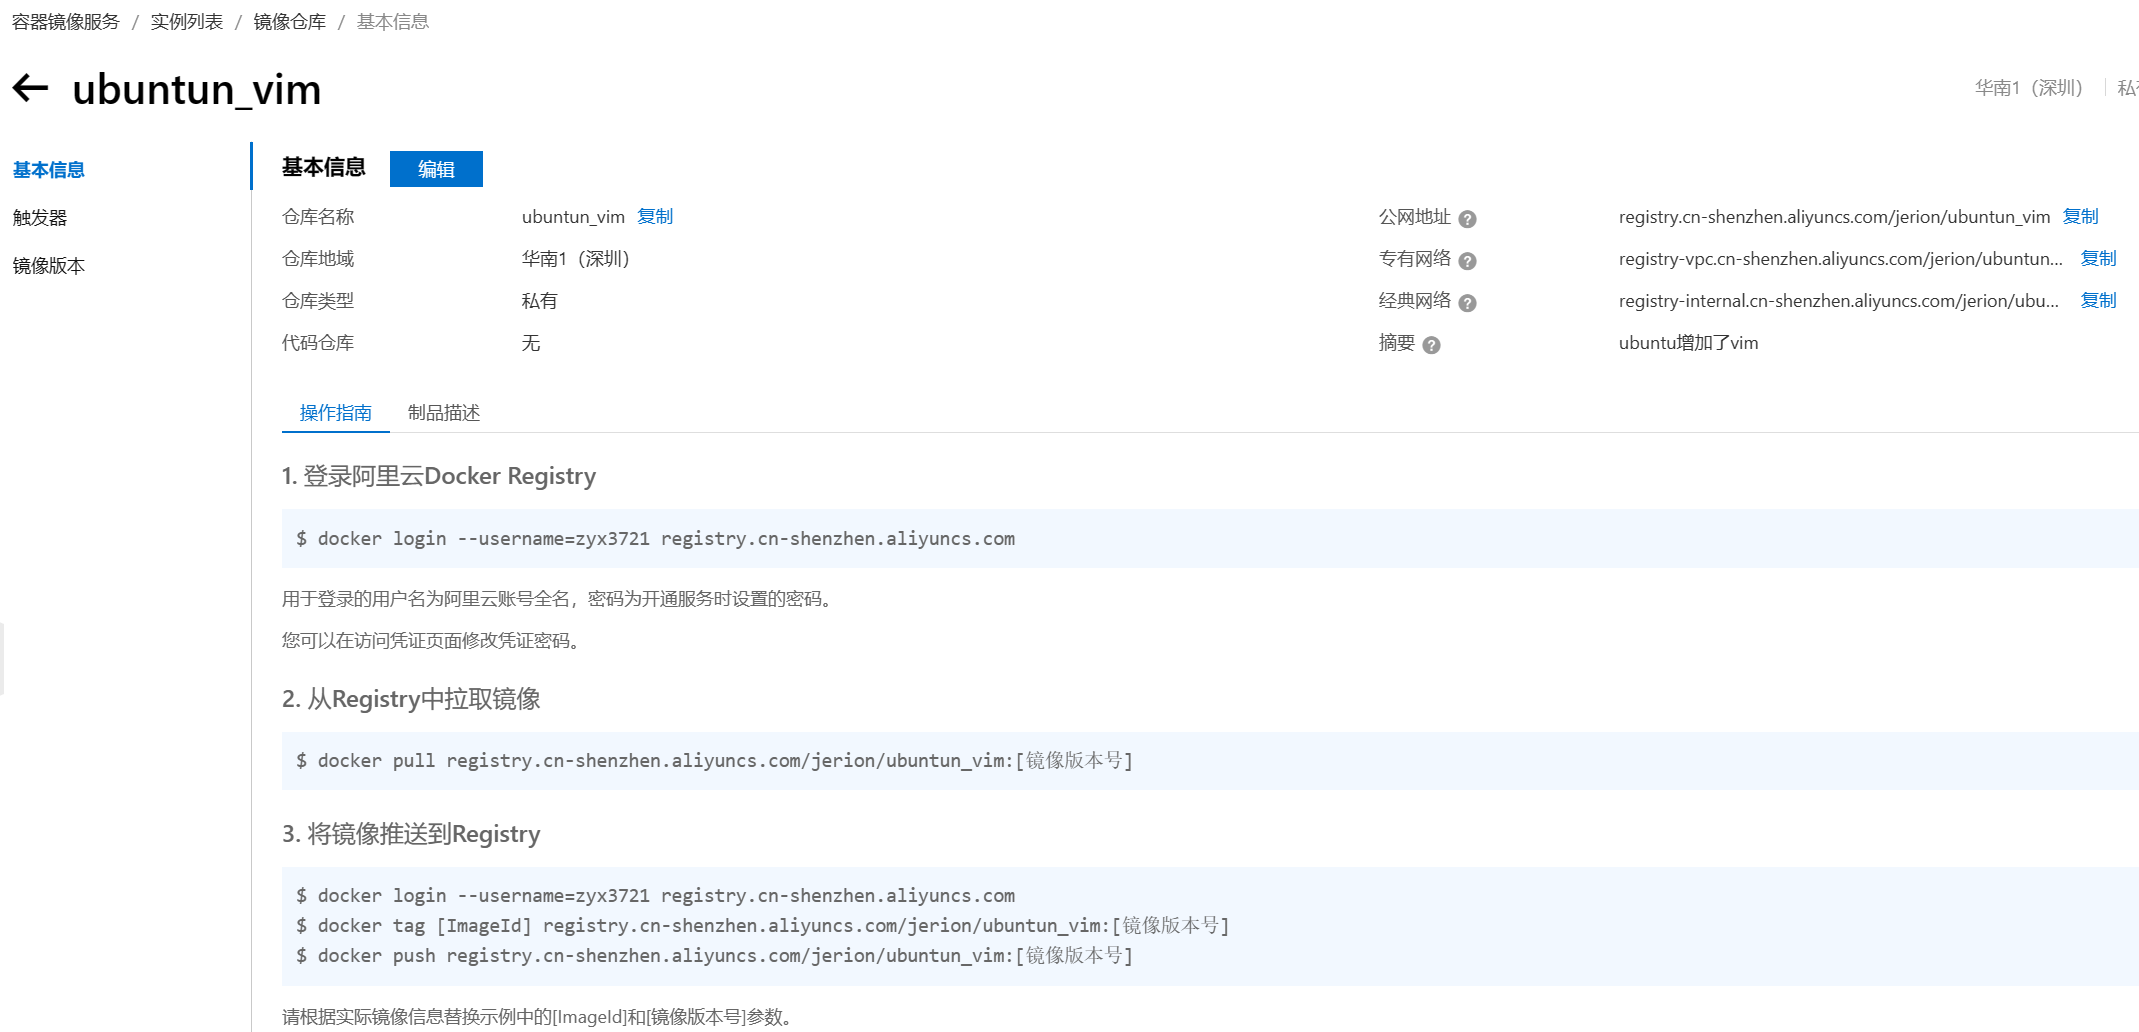 容器镜像服务 / 实例列表 / 镜像仓库 / 基本信息
ubuntun_vim
华南1（深圳）
基本信息
触发器
镜像版本
基本信息 编辑
仓库名称 ubuntun_vim 复制 公网地址 registry.cn-shenzhen.aliyuncs.com/jerion/ubuntun_vim 复制
仓库地域 华南1（深圳） 专有网络 registry-vpc.cn-shenzhen.aliyuncs.com/jerion/ubuntun... 复制
仓库类型 私有 经典网络 registry-internal.cn-shenzhen.aliyuncs.com/jerion/ubu... 复制
代码仓库 无 摘要 ubuntu增加了vim
操作指南 制品描述
1. 登录阿里云Docker Registry
$ docker login --username=zyx3721 registry.cn-shenzhen.aliyuncs.com
用于登录的用户名为阿里云账号全名，密码为开通服务时设置的密码。
您可以在访问凭证页面修改凭证密码。
2. 从Registry中拉取镜像
$ docker pull registry.cn-shenzhen.aliyuncs.com/jerion/ubuntun_vim:[镜像版本号]
3. 将镜像推送到Registry
$ docker login --username=zyx3721 registry.cn-shenzhen.aliyuncs.com
$ docker tag [ImageId] registry.cn-shenzhen.aliyuncs.com/jerion/ubuntun_vim:[镜像版本号]
$ docker push registry.cn-shenzhen.aliyuncs.com/jerion/ubuntun_vim:[镜像版本号]
请根据实际镜像信息替换示例中的[ImageId]和[镜像版本号]参数。